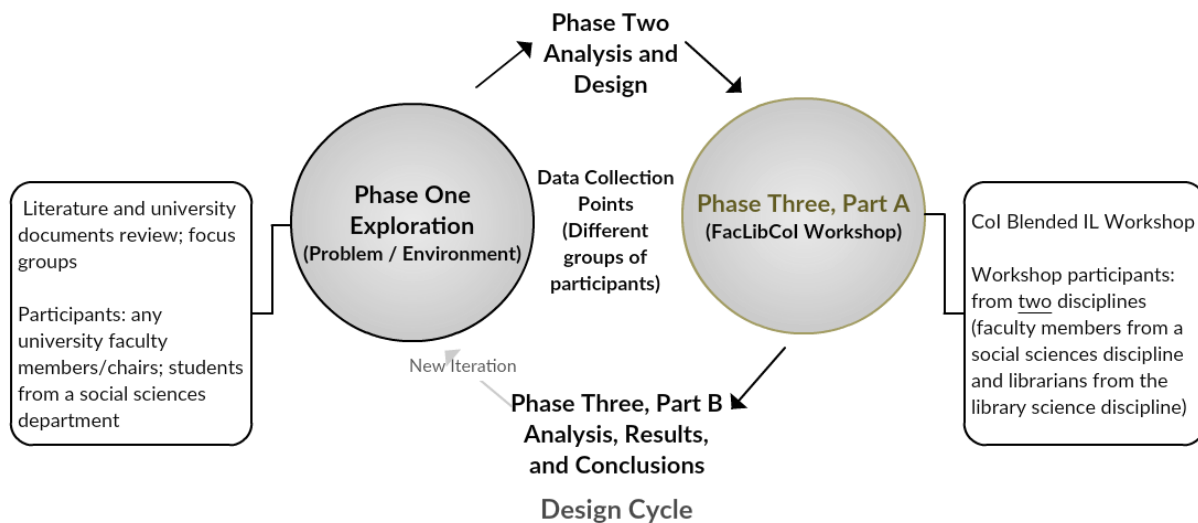 Phase Two
Analysis and
Design
Phase One
Exploration
(Problem / Environment)
Data Collection
Points
(Different
groups of
participants)
Phase Three, Part A
(FacLibCoI Workshop)
Literature and university
documents review; focus
groups
Participants: any
university faculty
members/chairs; students
from a social sciences
department
CoI Blended IL Workshop
Workshop participants:
from two disciplines
(faculty members from a
social sciences discipline
and librarians from the
library science discipline)
New Iteration
Phase Three, Part B
Analysis, Results,
and Conclusions
Design Cycle